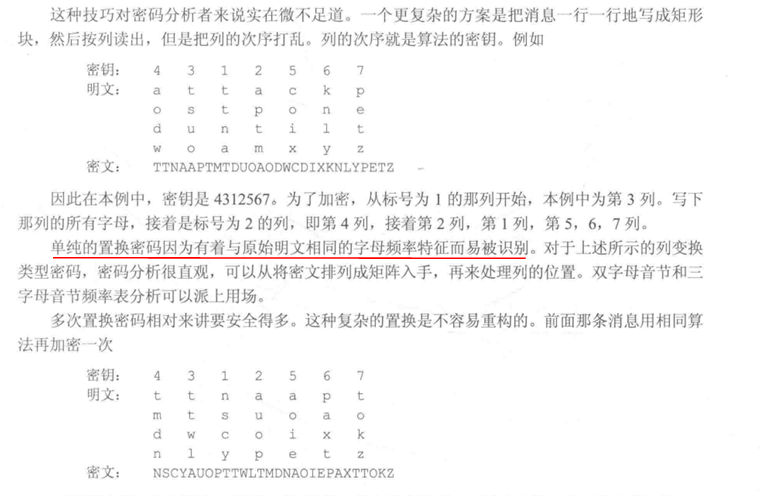 这种技巧对密码分析者来说实在微不足道。一个更复杂的方案是把消息一行一行地写成矩形
块，然后按列读出，但是把列的次序打乱。列的次序就是算法的密钥。例如
密钥： 4 3 1 2 5 6 7
明文： a t t a c k p
o s t p o n e
d u n t i l t
w o a m x y z
密文： TTNAAPTMTDUOAODWCDIXKNLYPETZ
因此在本例中，密钥是 4312567。为了加密，从标号为 1 的那列开始，本例中为第 3 列。写下
那列的所有字母，接着是标号为 2 的列，即第 4 列，接着第 2 列，第 1 列，第 5，6，7 列。
单纯的置换密码因为有着与原始明文相同的字母频率特征而易被识别。对于上述所示的列变换
类型密码，密码分析很直观，可以从将密文排列成矩阵入手，再来处理列的位置。双字母音节和三
字母音节频率表分析可以派上用场。
多次置换密码相对来讲要安全得多。这种复杂的置换是不容易重构的。前面那条消息用相同算
法再加密一次
密钥： 4 3 1 2 5 6 7
明文： t t n a a p t
m t s u o a o
d w c o i x k
n l y p e t z
密文： NSCYAUOPTTWLTMDNAOIEPAXTTOKZ